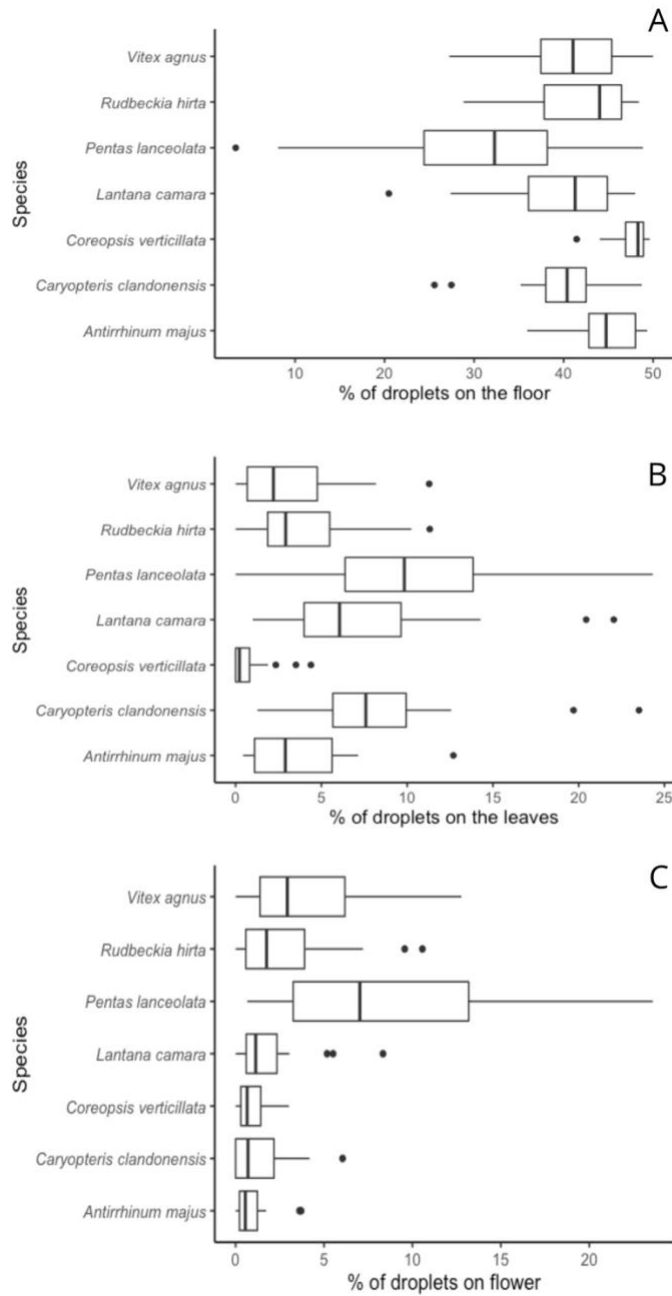 A
Vitex agnus
Rudbeckia hirta
Pentas lanceolata
Lantana camara
Coreopsis verticillata
Caryopteris clandonensis
Antirrhinum majus
Species
10 20 30 40 50
% of droplets on the floor
B
Vitex agnus
Rudbeckia hirta
Pentas lanceolata
Lantana camara
Coreopsis verticillata
Caryopteris clandonensis
Antirrhinum majus
Species
0 5 10 15 20 25
% of droplets on the leaves
C
Vitex agnus
Rudbeckia hirta
Pentas lanceolata
Lantana camara
Coreopsis verticillata
Caryopteris clandonensis
Antirrhinum majus
Species
0 5 10 15 20
% of droplets on flower